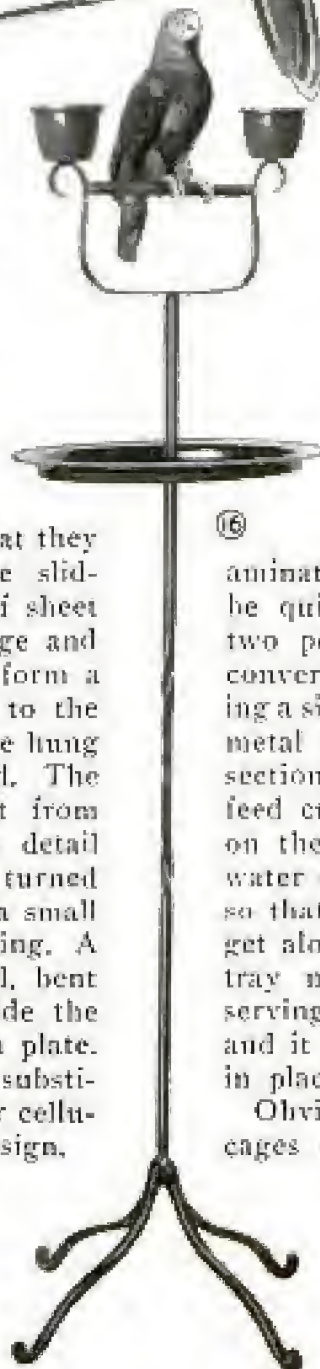 at they
e slid-
f sheet
ge and
form a
to the
e hung
d. The
t from
detail
turned
a small
ing. A
l, bent
de the
n plate.
substi-
r cellu-
sign.
⑯
aminat
be qui
two pe
conver
ing a si
metal
section
feed cu
on the
water
so that
get alo
tray n
serving
and it
in plac
Obvi
cages